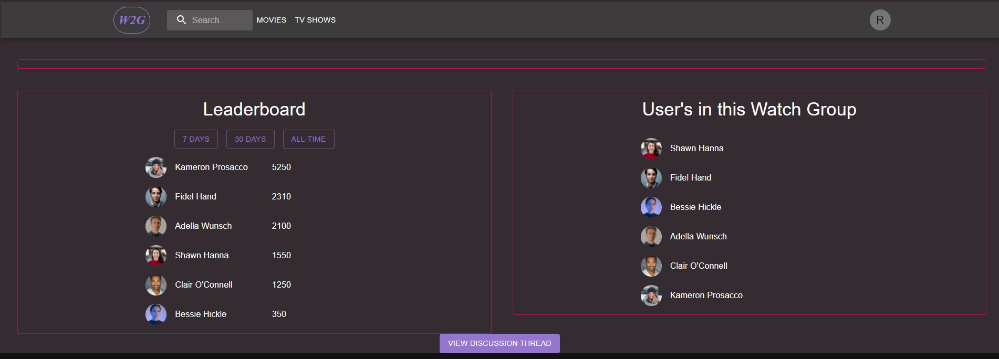 W2G Search... MOVIES TV SHOWS R
Leaderboard
7 DAYS 30 DAYS ALL-TIME
Kameron Prosacco 5250
Fidel Hand 2310
Adella Wunsch 2100
Shawn Hanna 1550
Clair O'Connell 1250
Bessie Hickle 350
User's in this Watch Group
Shawn Hanna
Fidel Hand
Bessie Hickle
Adella Wunsch
Clair O'Connell
Kameron Prosacco
VIEW DISCUSSION THREAD